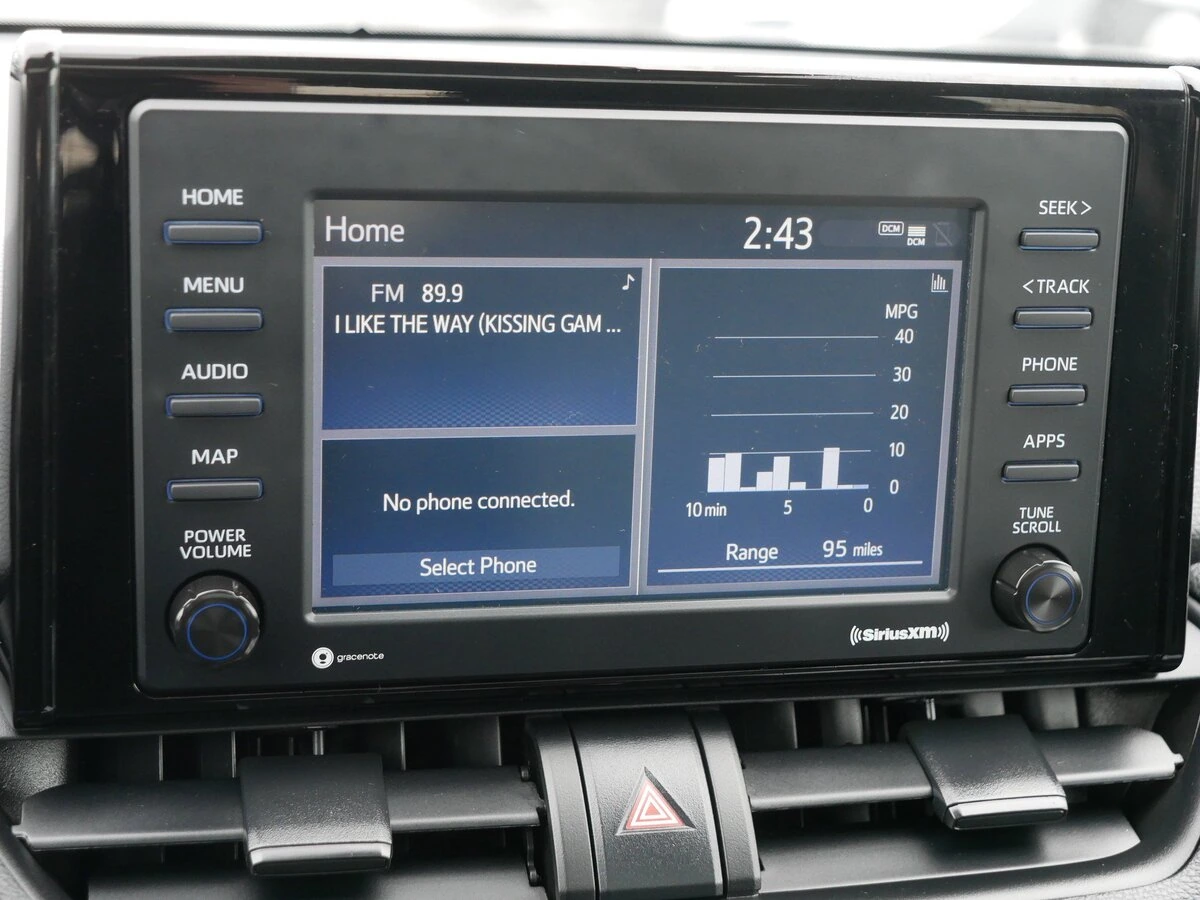 HOME
MENU
AUDIO
MAP
POWER
VOLUME
Home
2:43
DCM
DCM
FM 89.9
I LIKE THE WAY (KISSING GAM ...
No phone connected.
Select Phone
MPG
40
30
20
10
0
10 min 5 0
Range 95 miles
SEEK >
< TRACK
PHONE
APPS
TUNE
SCROLL
gracenote
((SiriusXM))